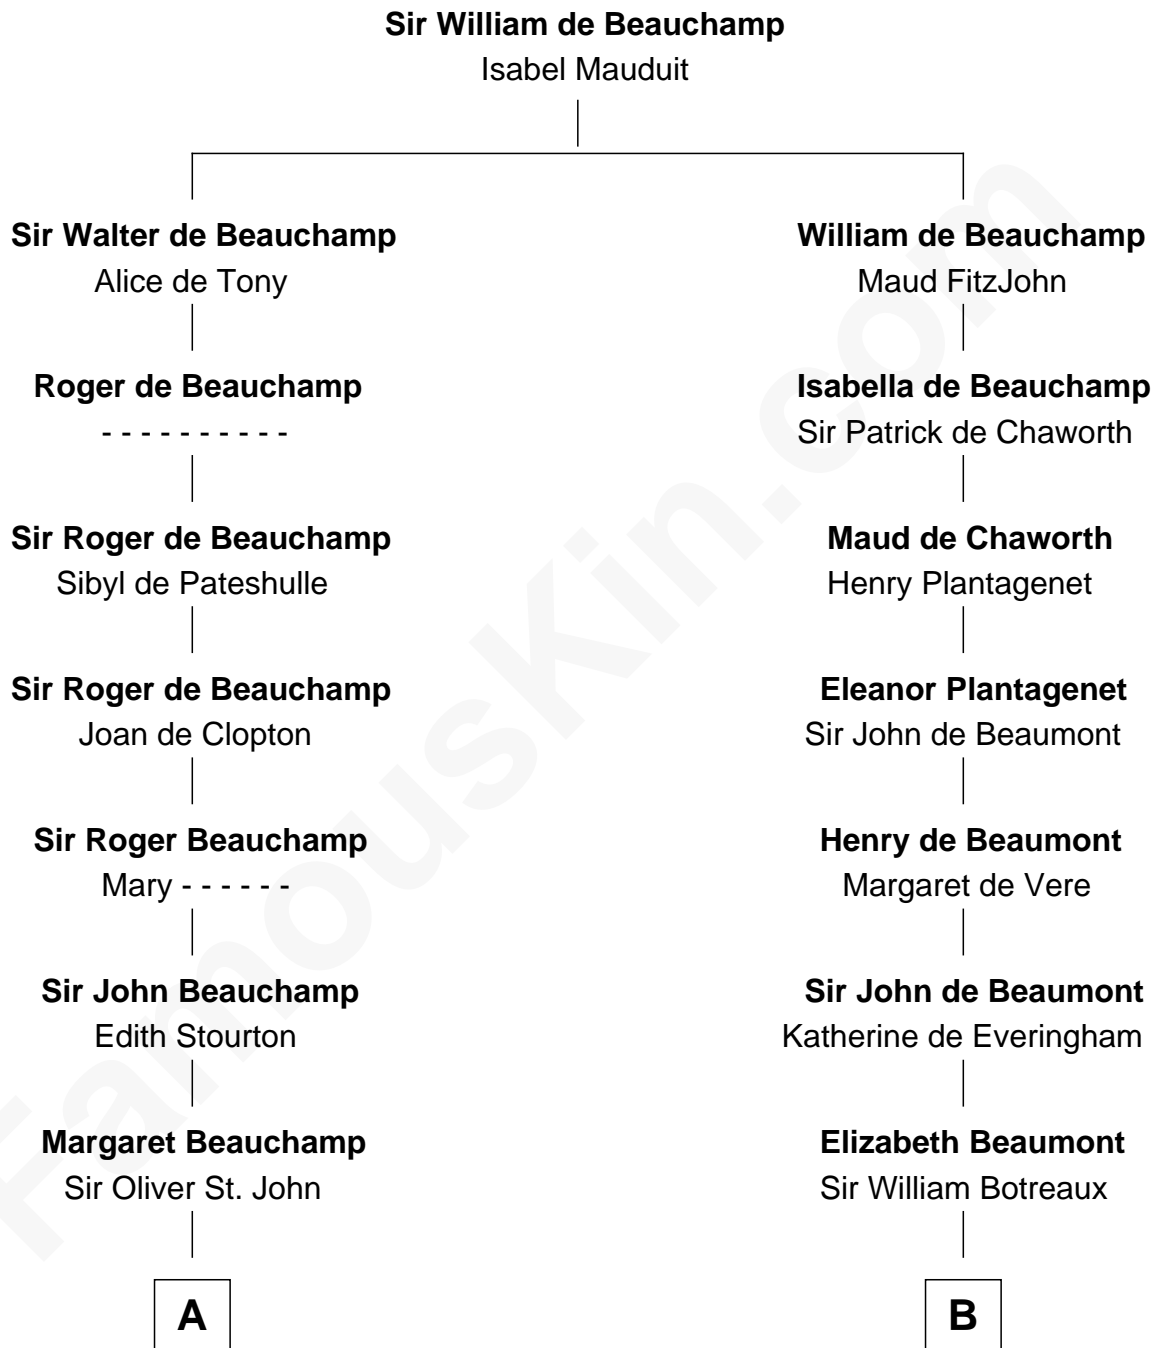 Sir William de Beauchamp
Isabel Mauduit
Sir Walter de Beauchamp
Alice de Tony
William de Beauchamp
Maud FitzJohn
Roger de Beauchamp
- - - - - - - - - -
Isabella de Beauchamp
Sir Patrick de Chaworth
Sir Roger de Beauchamp
Sibyl de Pateshulle
Maud de Chaworth
Henry Plantagenet
Sir Roger de Beauchamp
Joan de Clopton
Eleanor Plantagenet
Sir John de Beaumont
Sir Roger Beauchamp
Mary - - - - - -
Henry de Beaumont
Margaret de Vere
Sir John Beauchamp
Edith Stourton
Sir John de Beaumont
Katherine de Everingham
Margaret Beauchamp
Sir Oliver St. John
Elizabeth Beaumont
Sir William Botreaux
A
B
FamousKin.com